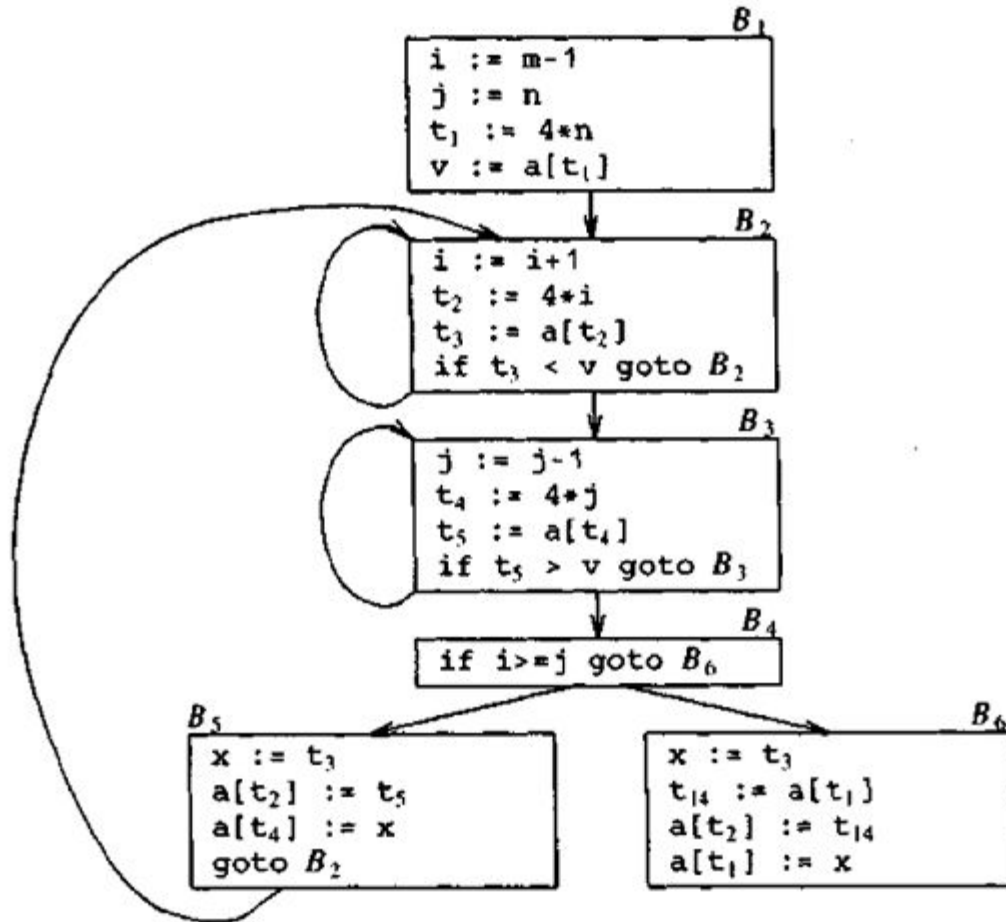 B₁
i := m-1
j := n
t₁ := 4*n
v := a[t₁]
B₂
i := i+1
t₂ := 4*i
t₃ := a[t₂]
if t₃ < v goto B₂
B₃
j := j-1
t₄ := 4*j
t₅ := a[t₄]
if t₅ > v goto B₃
B₄
if i>=j goto B₆
B₅
x := t₃
a[t₂] := t₅
a[t₄] := x
goto B₂
B₆
x := t₃
t₁₄ := a[t₁]
a[t₂] := t₁₄
a[t₁] := x